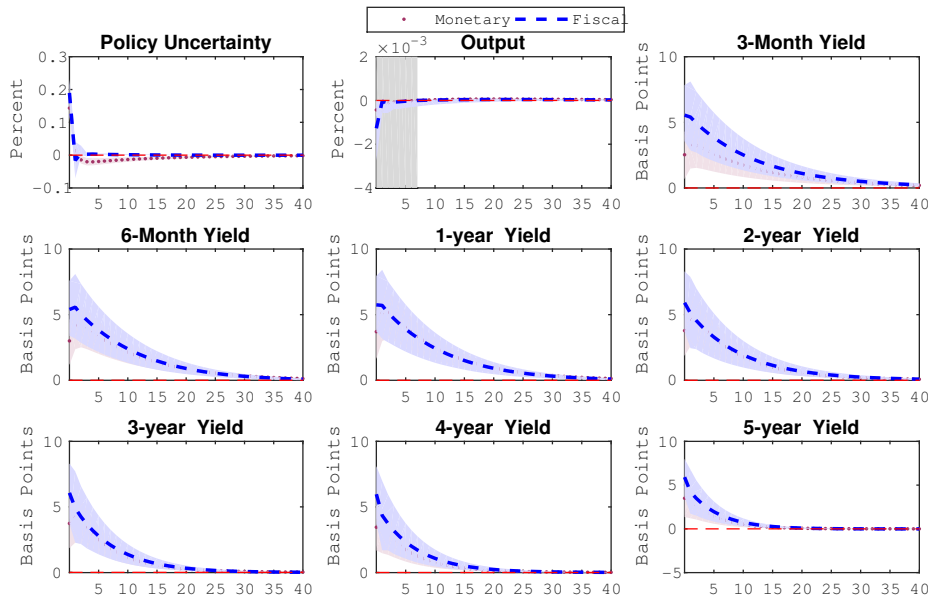 Monetary Fiscal
Policy Uncertainty
Percent
0.3
0.2
0.1
0
-0.1
5 10 15 20 25 30 35 40
Output
×10⁻³
Percent
2
0
-2
-4
5 10 15 20 25 30 35 40
3-Month Yield
Basis Points
10
5
0
5 10 15 20 25 30 35 40
6-Month Yield
Basis Points
10
5
0
5 10 15 20 25 30 35 40
1-year Yield
Basis Points
10
5
0
5 10 15 20 25 30 35 40
2-year Yield
Basis Points
10
5
0
5 10 15 20 25 30 35 40
3-year Yield
Basis Points
10
5
0
5 10 15 20 25 30 35 40
4-year Yield
Basis Points
10
5
0
5 10 15 20 25 30 35 40
5-year Yield
Basis Points
10
5
0
-5
5 10 15 20 25 30 35 40